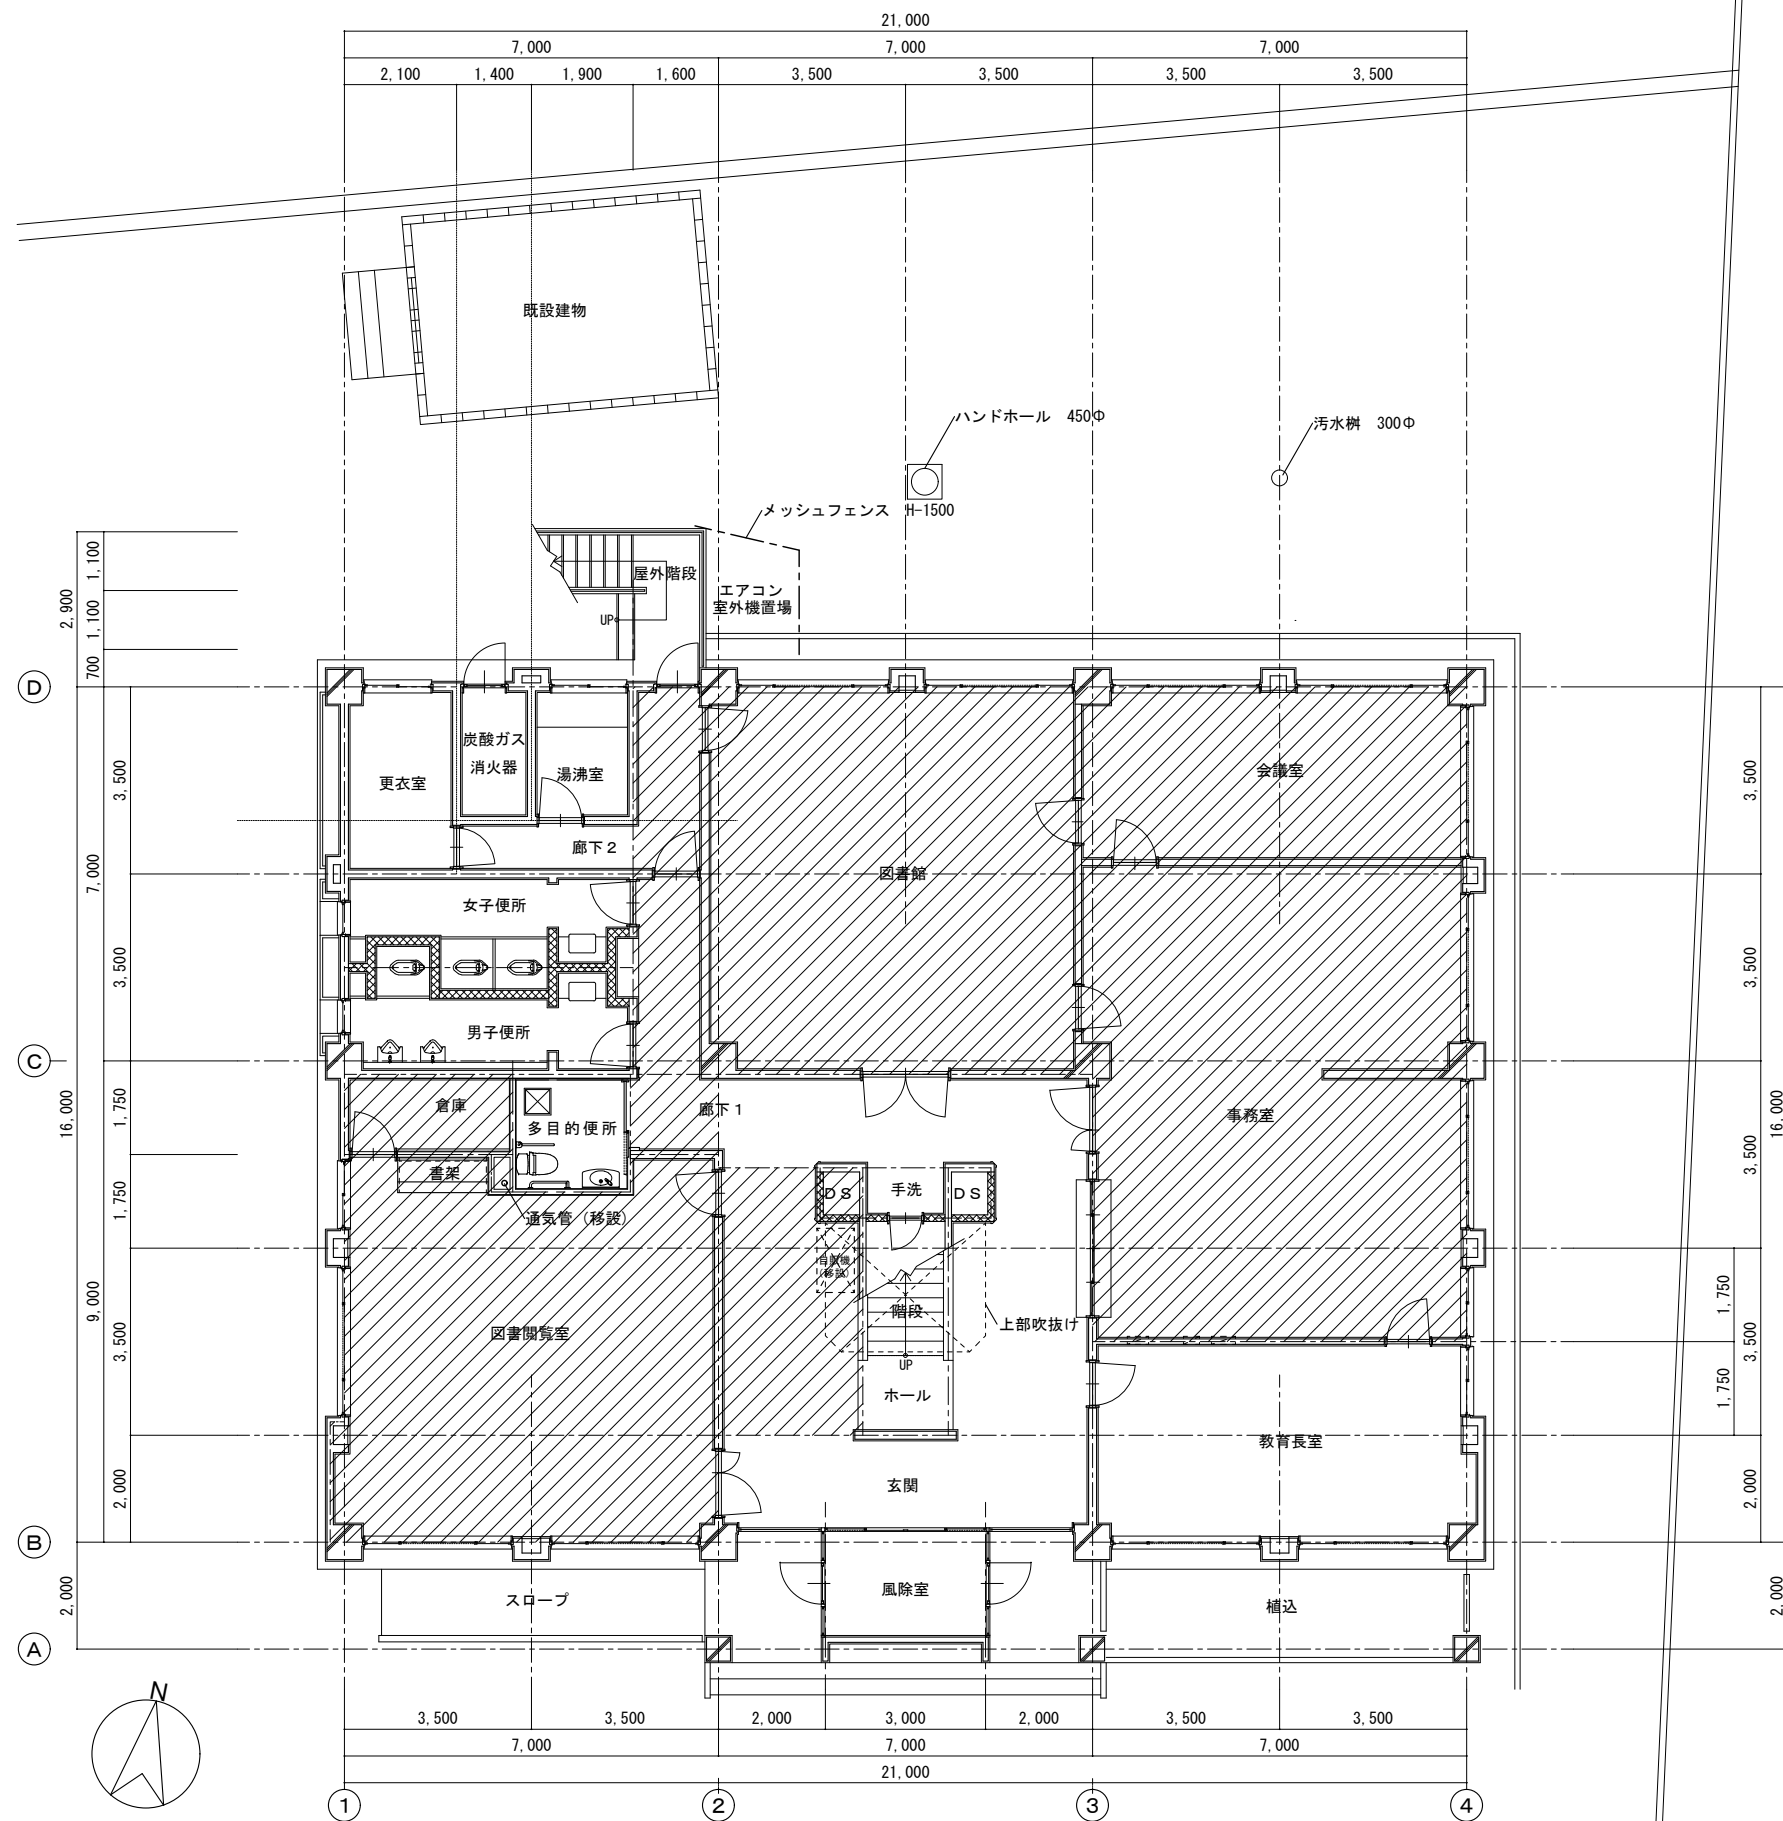 21,000
7,000 7,000 7,000
2,100 1,400 1,900 1,600 3,500 3,500 3,500 3,500
既設建物
ハンドホール 450Φ
汚水桝 300Φ
メッシュフェンス H-1500
屋外階段
エアコン
室外機置場
UP
2,900
1,100
1,100
700
D
炭酸ガス
消火器
湯沸室
更衣室
廊下2
会議室
図書館
女子便所
男子便所
3,500
7,000
3,500
3,500
3,500
C
倉庫
多目的便所
廊下1
事務室
書架
通気管(移設)
DS
手洗
DS
自販機
(移設)
階段
上部吹抜け
UP
図書閲覧室
ホール
教育長室
玄関
16,000
9,000
1,750
1,750
3,500
2,000
16,000
3,500
1,750
3,500
1,750
2,000
B
風除室
スロープ
植込
2,000
2,000
A
N
3,500 3,500 2,000 3,000 2,000 3,500 3,500
7,000 7,000 7,000
21,000
1 2 3 4